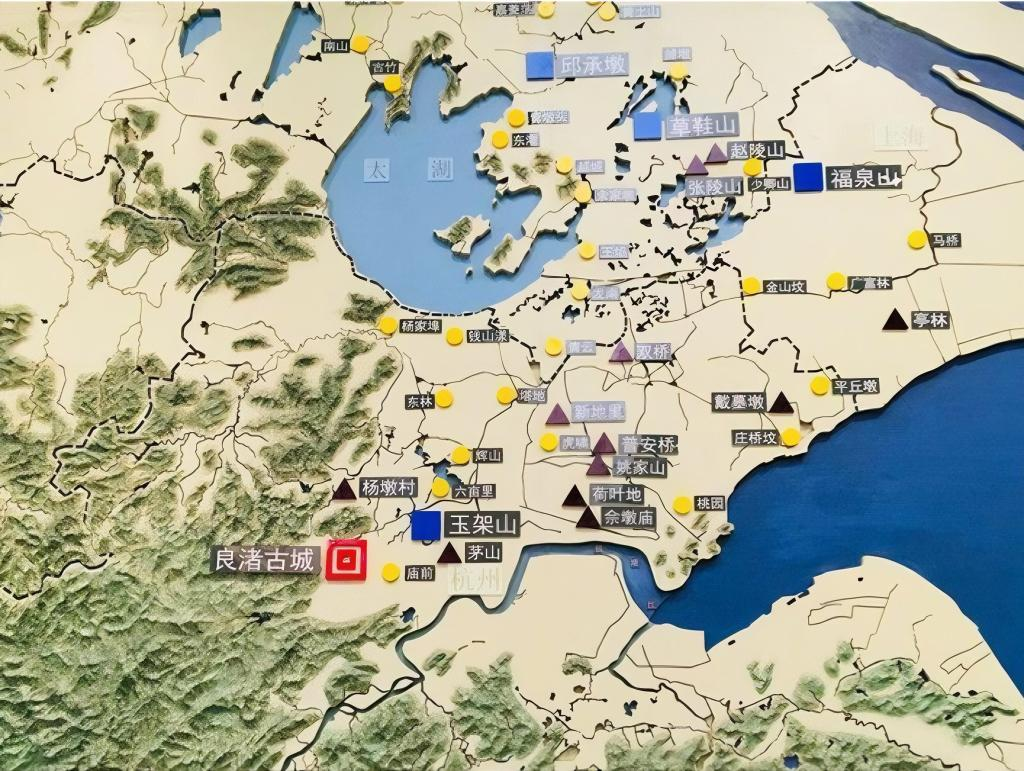 南山
邱承墩
草鞋山
上海
赵陵山
东
太湖
张陵山
少卿山
福泉山
马桥
金山坟
广富林
亭林
杨家埠
钱山漾
双桥
平丘墩
塔地
东林
戴墓墩
新地里
庄桥坟
虎啸
普安桥
辉山
姚家山
杨墩村
六亩里
荷叶地
桃园
佘墩庙
玉架山
茅山
良渚古城
庙前
杭州